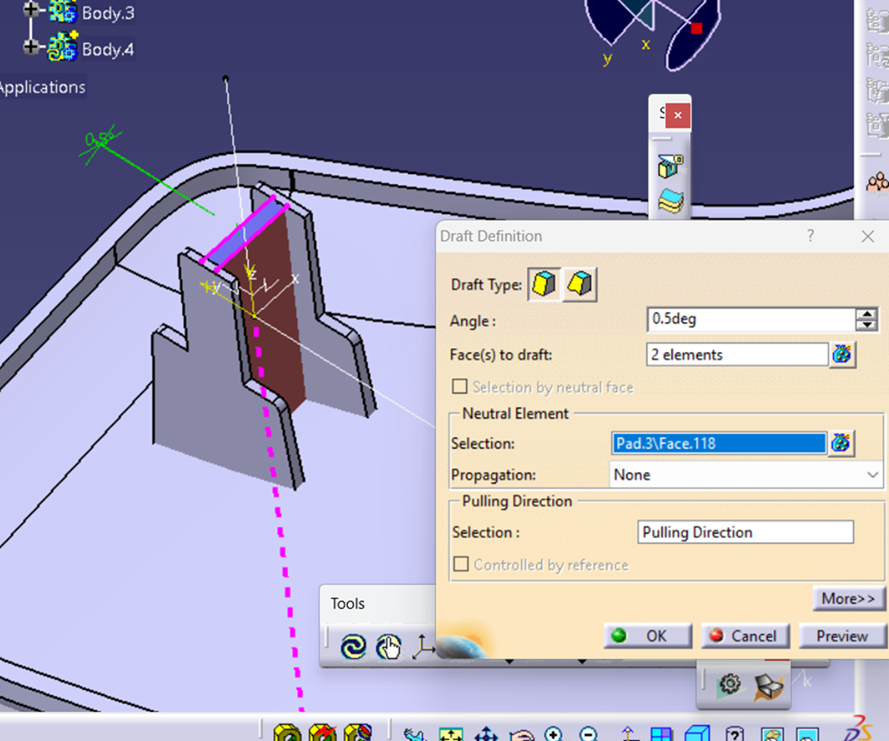 Body.3
Body.4
Applications
y
x
0.5°
S
z
x
y
Draft Definition ?
Draft Type:
Angle : 0.5deg
Face(s) to draft: 2 elements
Selection by neutral face
Neutral Element
Selection: Pad.3\Face.118
Propagation: None
Pulling Direction
Selection : Pulling Direction
Controlled by reference
More>>
Tools
OK Cancel Preview